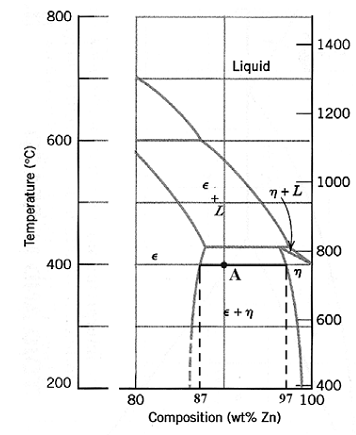 800
1400
Liquid
1200
600
1000
ϵ
+
L
η + L
Temperature (°C)
800
ϵ
400
A
η
ϵ + η
600
200
400
80
87
97
100
Composition (wt% Zn)